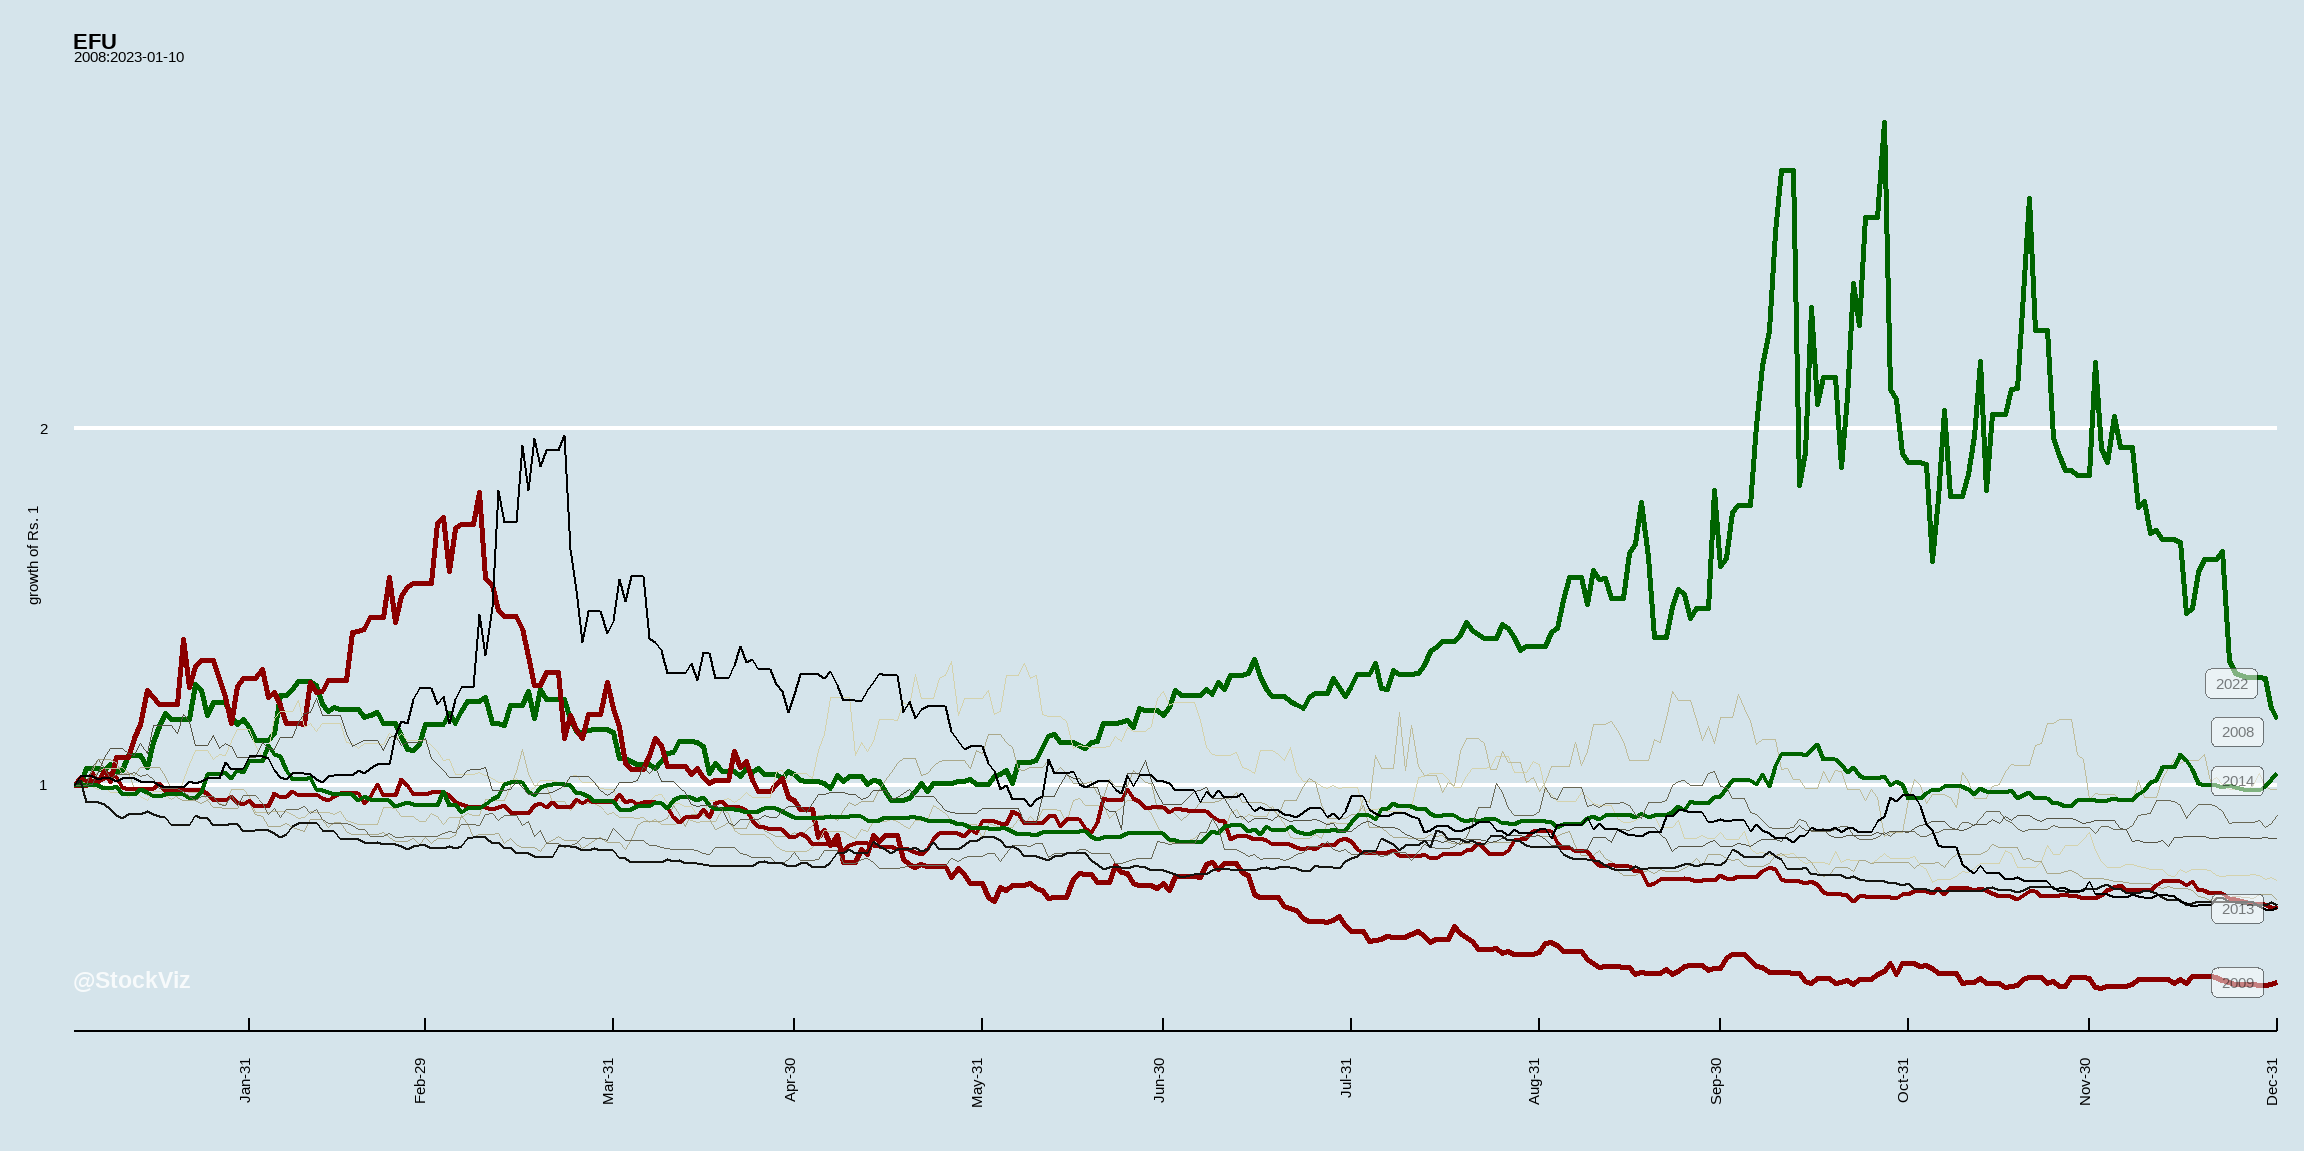 EFU
2008:2023-01-10
2
1
growth of Rs. 1
2022
2008
2014
2013
2009
@StockViz
Jan-31
Feb-29
Mar-31
Apr-30
May-31
Jun-30
Jul-31
Aug-31
Sep-30
Oct-31
Nov-30
Dec-31